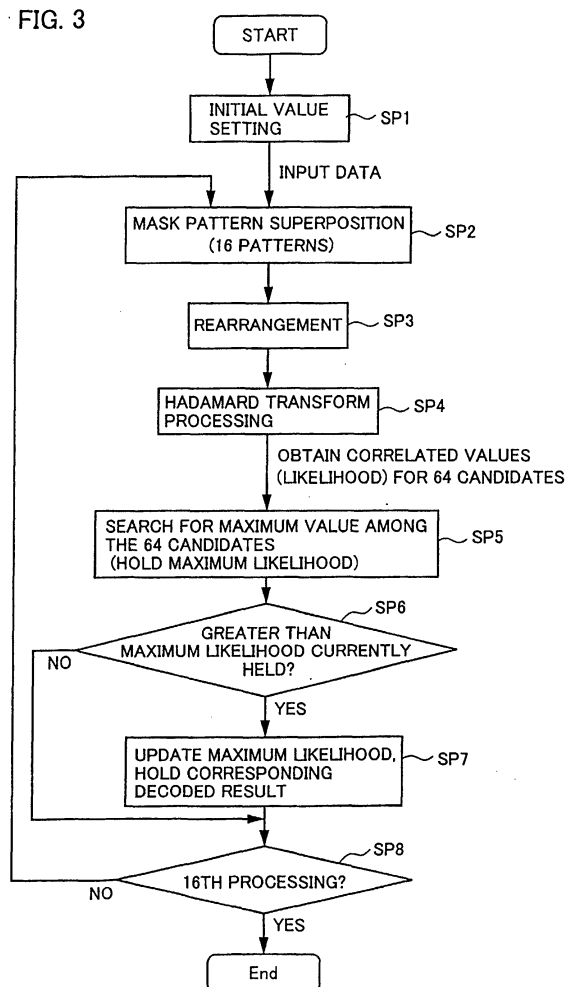 FIG. 3
START
INITIAL VALUE
SETTING
SP1
INPUT DATA
MASK PATTERN SUPERPOSITION
(16 PATTERNS)
SP2
REARRANGEMENT
SP3
HADAMARD TRANSFORM
PROCESSING
SP4
OBTAIN CORRELATED VALUES
(LIKELIHOOD) FOR 64 CANDIDATES
SEARCH FOR MAXIMUM VALUE AMONG
THE 64 CANDIDATES
(HOLD MAXIMUM LIKELIHOOD)
SP5
SP6
GREATER THAN
MAXIMUM LIKELIHOOD CURRENTLY
HELD?
NO
YES
UPDATE MAXIMUM LIKELIHOOD,
HOLD CORRESPONDING
DECODED RESULT
SP7
SP8
16TH PROCESSING?
NO
YES
End